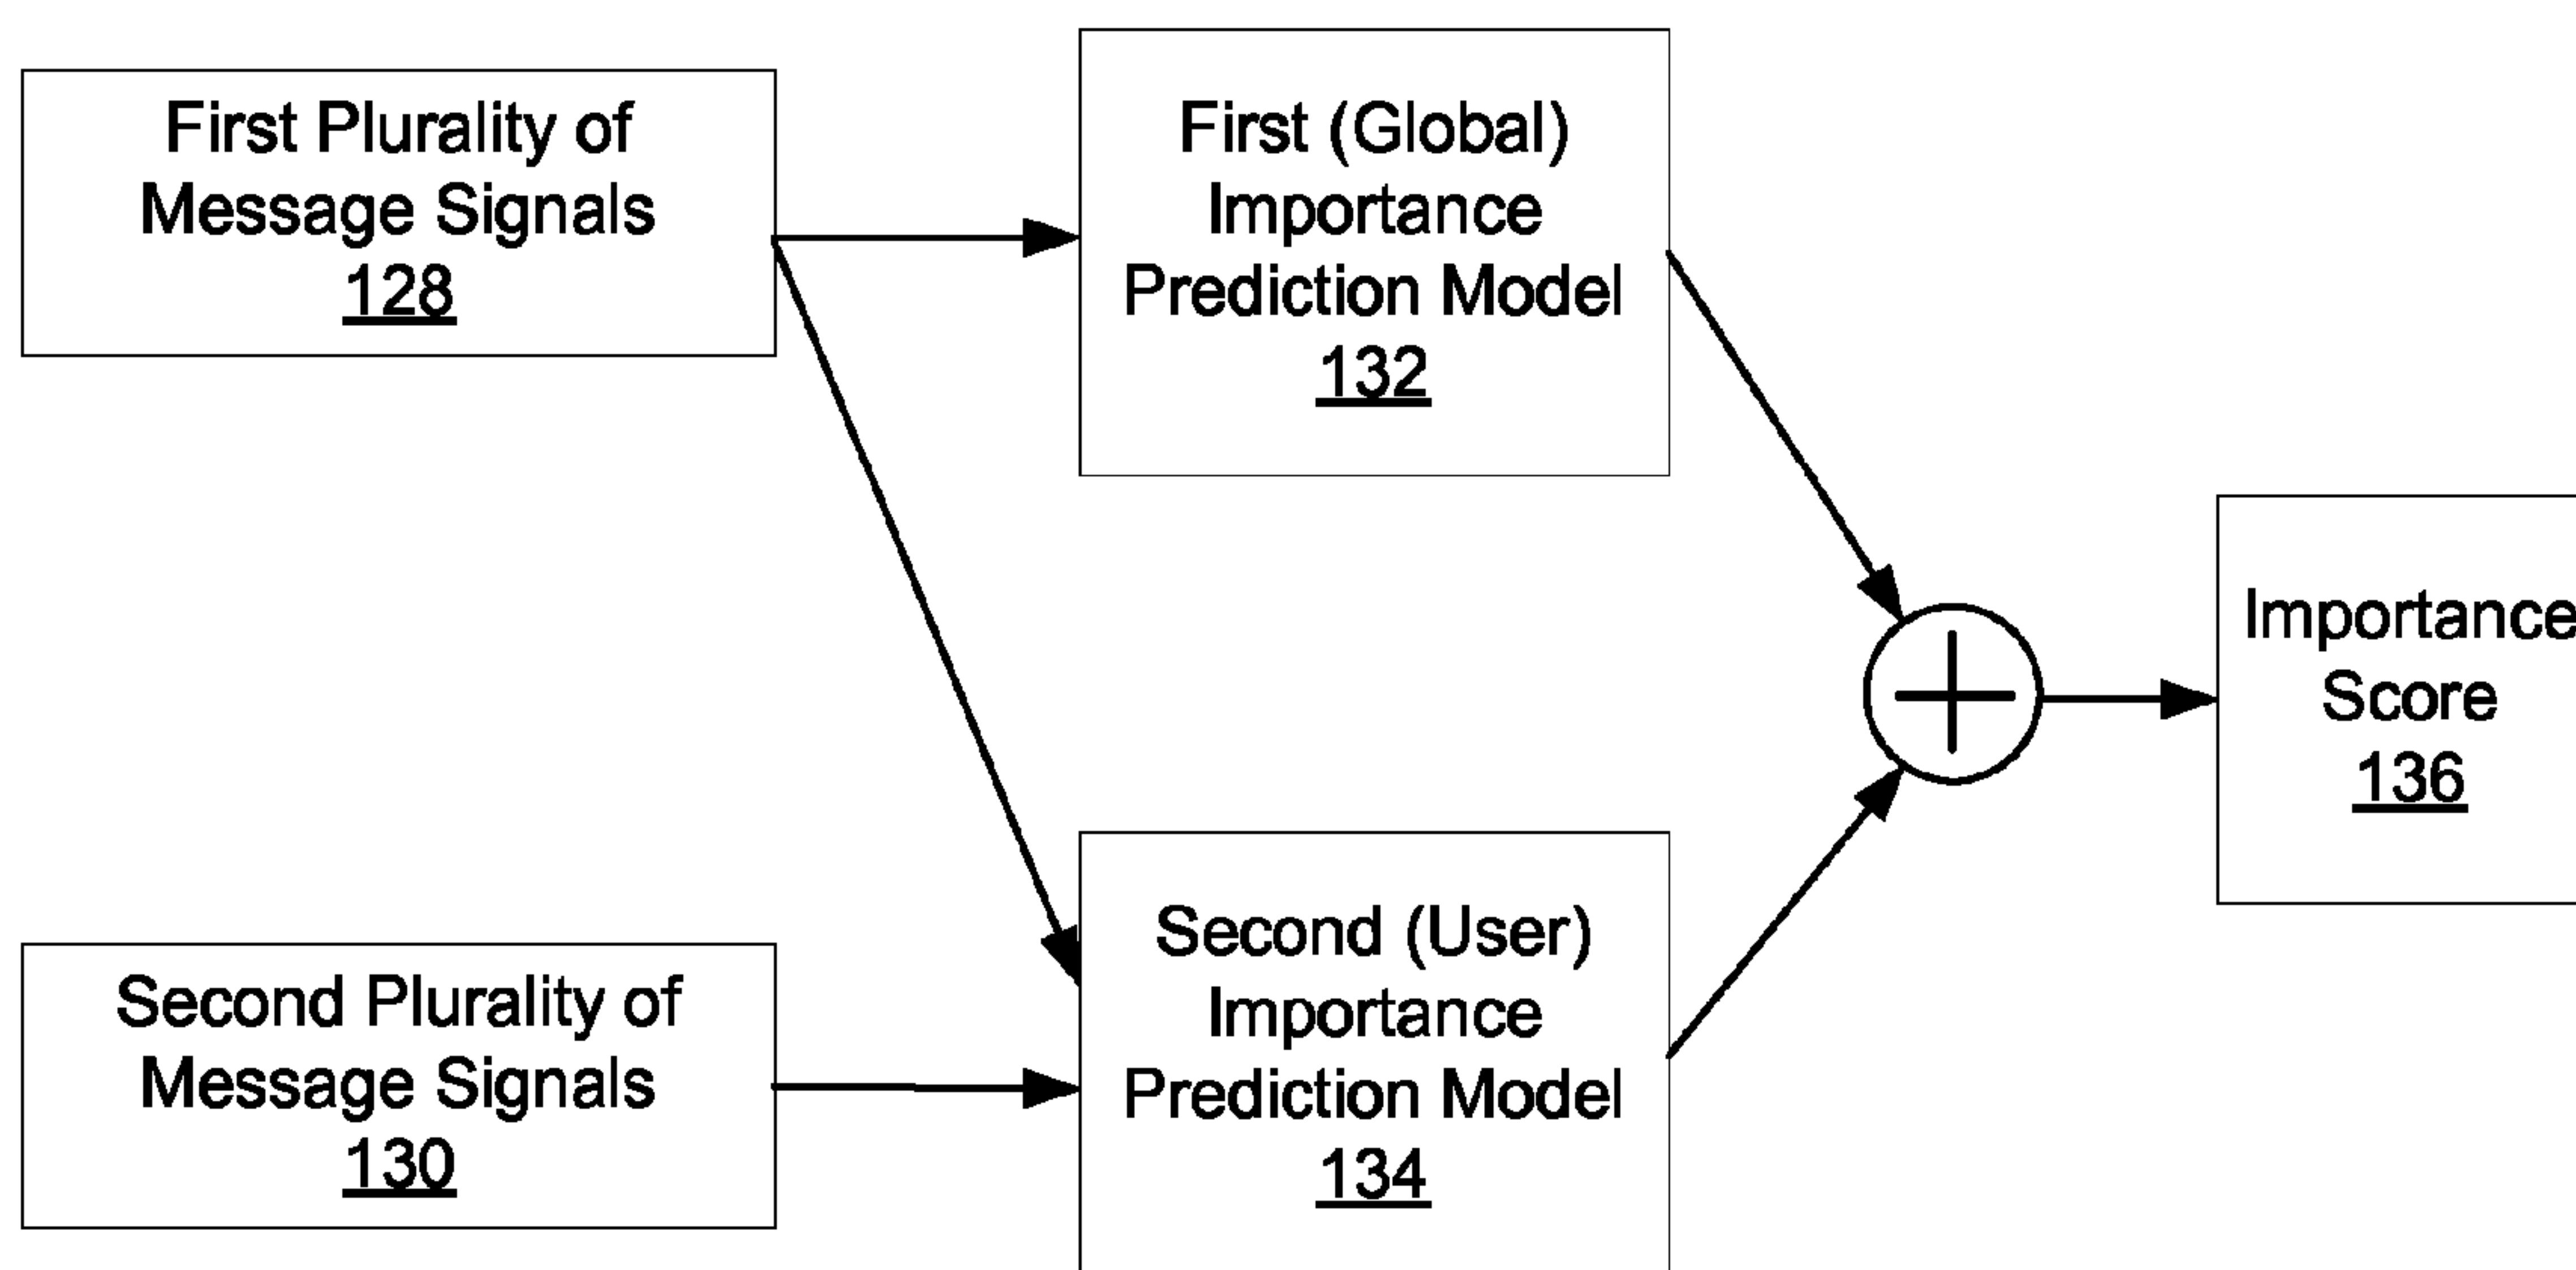 First Plurality of
Message Signals
128
First (Global)
Importance
Prediction Model
132
Importance
Score
136
Second Plurality of
Message Signals
130
Second (User)
Importance
Prediction Model
134